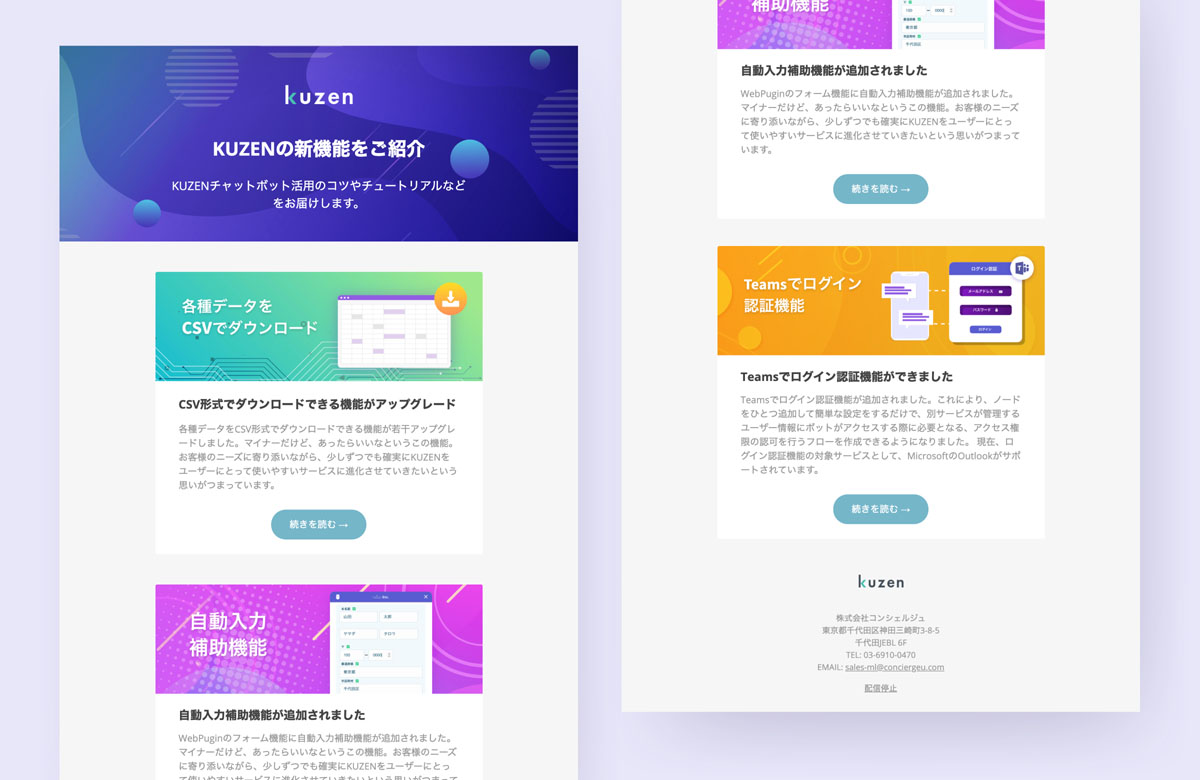 kuzen
KUZENの新機能をご紹介
KUZENチャットボット活用のコツやチュートリアルなど
をお届けします。
各種データを
CSVでダウンロード
CSV形式でダウンロードできる機能がアップグレード
各種データをCSV形式でダウンロードできる機能が若干アップグレ
ードしました。マイナーだけど、あったらいいなというこの機能。
お客様のニーズに寄り添いながら、少しずつでも確実にKUZENを
ユーザーにとって使いやすいサービスに進化させていきたいという
思いがつまっています。
続きを読む →
自動入力
補助機能
山田
太郎
ヤマダ
タロウ
100
0001
東京都
千代田区
自動入力補助機能が追加されました
WebPuginのフォーム機能に自動入力補助機能が追加されました。
マイナーだけど、あったらいいなというこの機能。お客様のニーズ
に寄り添いながら、少しずつでも確実にKUZENをユーザーにとっ
て使いやすいサービスに進化させていきたいという思いがつまって
補助機能
100
0001
東京都
千代田区
自動入力補助機能が追加されました
WebPuginのフォーム機能に自動入力補助機能が追加されました。
マイナーだけど、あったらいいなというこの機能。お客様のニーズ
に寄り添いながら、少しずつでも確実にKUZENをユーザーにとっ
て使いやすいサービスに進化させていきたいという思いがつまって
います。
続きを読む →
Teamsでログイン
認証機能
ログイン認証
メールアドレス
パスワード
ログイン
Teamsでログイン認証機能ができました
Teamsでログイン認証機能が追加されました。これにより、ノード
をひとつ追加して簡単な設定をするだけで、別サービスが管理する
ユーザー情報にボットがアクセスする際に必要となる、アクセス権
限の認可を行うフローを作成できるようになりました。 現在、ロ
グイン認証機能の対象サービスとして、MicrosoftのOutlookがサポ
ートされています。
続きを読む →
kuzen
株式会社コンシェルジュ
東京都千代田区神田三崎町3-8-5
千代田JEBL 6F
TEL: 03-6910-0470
EMAIL: sales-ml@conciergeu.com
配信停止